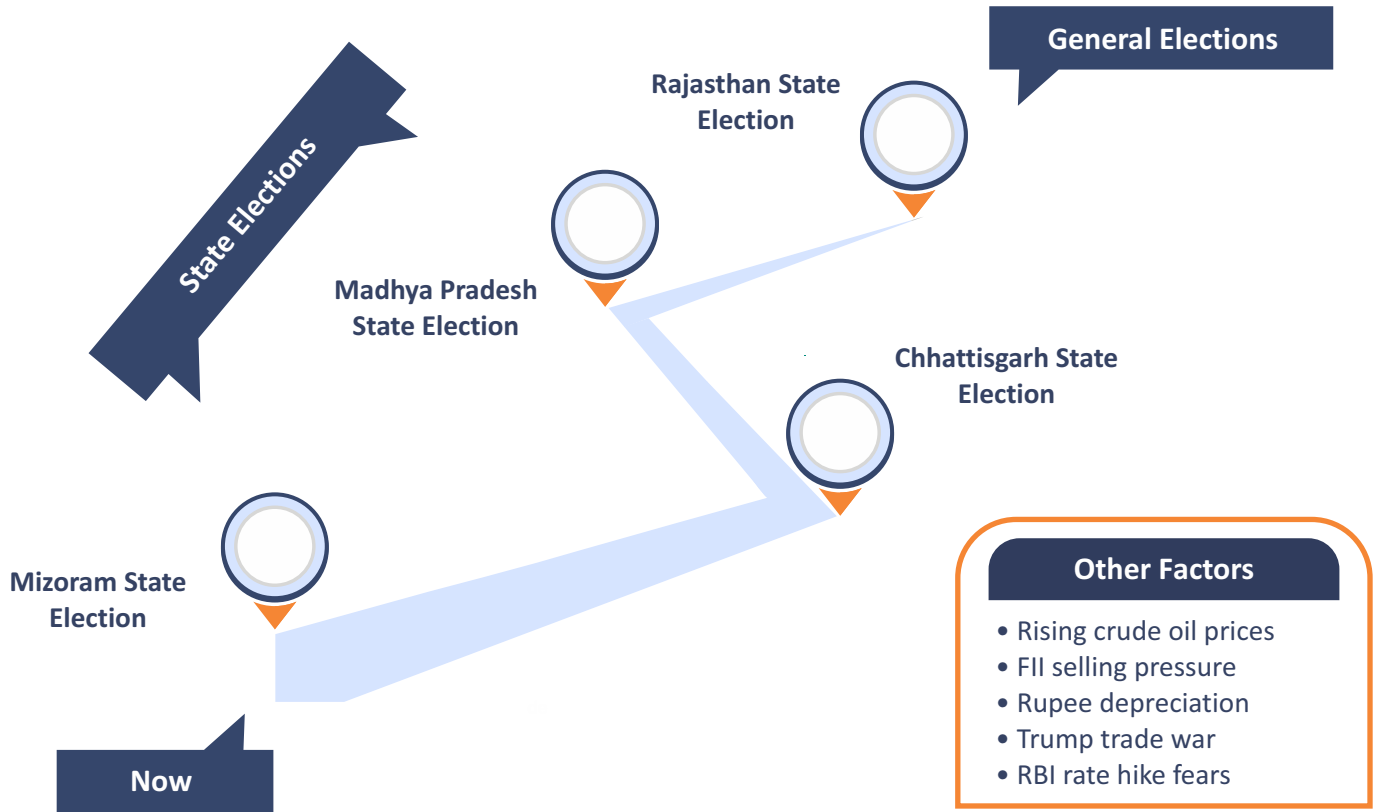 General Elections
Rajasthan State
Election
State Elections
Madhya Pradesh
State Election
Chhattisgarh State
Election
Mizoram State
Election
Now
Other Factors
• Rising crude oil prices
• FII selling pressure
• Rupee depreciation
• Trump trade war
• RBI rate hike fears